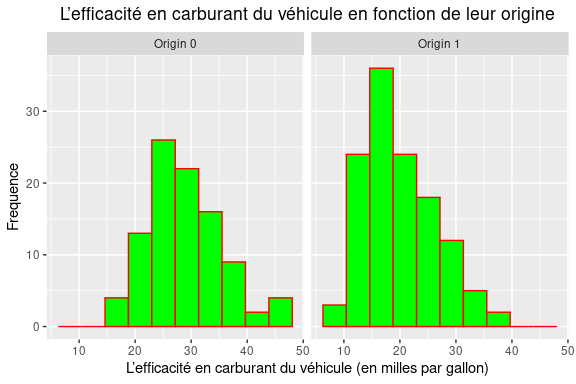 L’efficacité en carburant du véhicule en fonction de leur origine
Origin 0
Origin 1
Frequence
30
20
10
0
10 20 30 40 50
10 20 30 40 50
L’efficacité en carburant du véhicule (en milles par gallon)